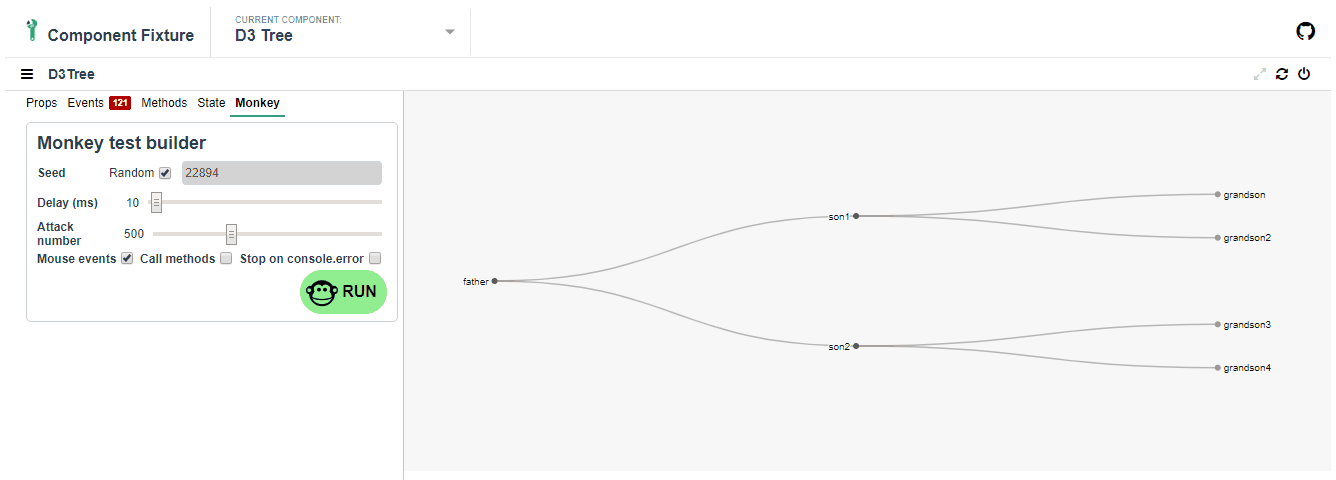 Component Fixture
CURRENT COMPONENT:
D3 Tree
D3Tree
Props Events 121 Methods State Monkey
Monkey test builder
Seed Random 22894
Delay (ms) 10
Attack number 500
Mouse events Call methods Stop on console.error
RUN
father
son1
son2
grandson
grandson2
grandson3
grandson4